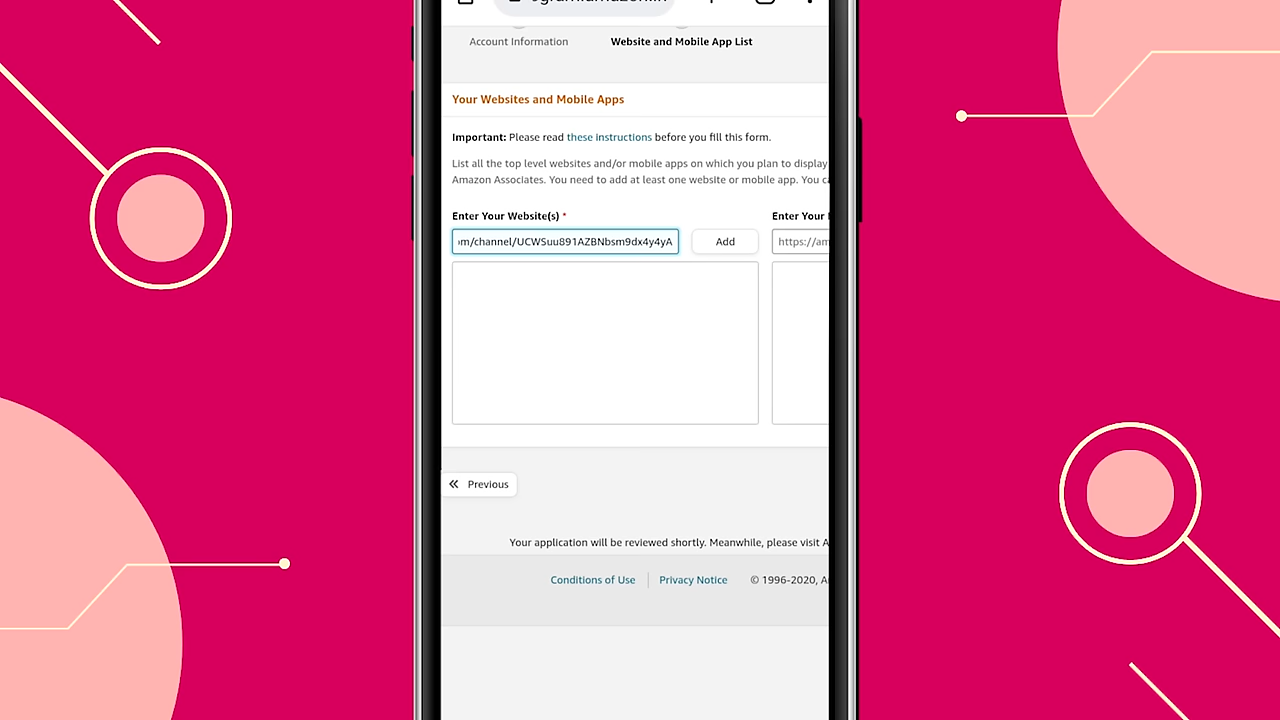 Account Information
Website and Mobile App List
Your Websites and Mobile Apps
Important: Please read these instructions before you fill this form.
List all the top level websites and/or mobile apps on which you plan to display
Amazon Associates. You need to add at least one website or mobile app. You
Enter Your Website(s) *
Enter Your
m/channel/UCWSuu891AZBNbsm9dx4y4yA
Add
https://am
Previous
Your application will be reviewed shortly. Meanwhile, please visit
Conditions of Use
Privacy Notice
© 1996-2020,